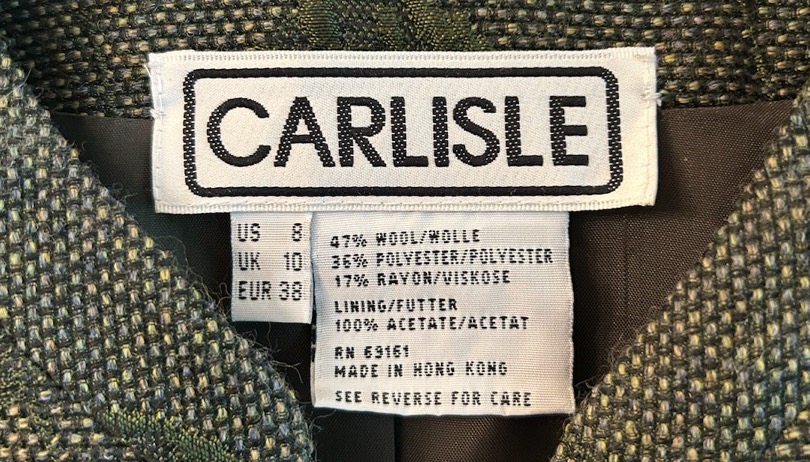 CARLISLE
US 8
UK 10
EUR 38
47% WOOL/WOLLE
36% POLYESTER/POLYESTER
17% RAYON/VISKOSE
LINING/FUTTER
100% ACETATE/ACETAT
RN 69161
MADE IN HONG KONG
SEE REVERSE FOR CARE